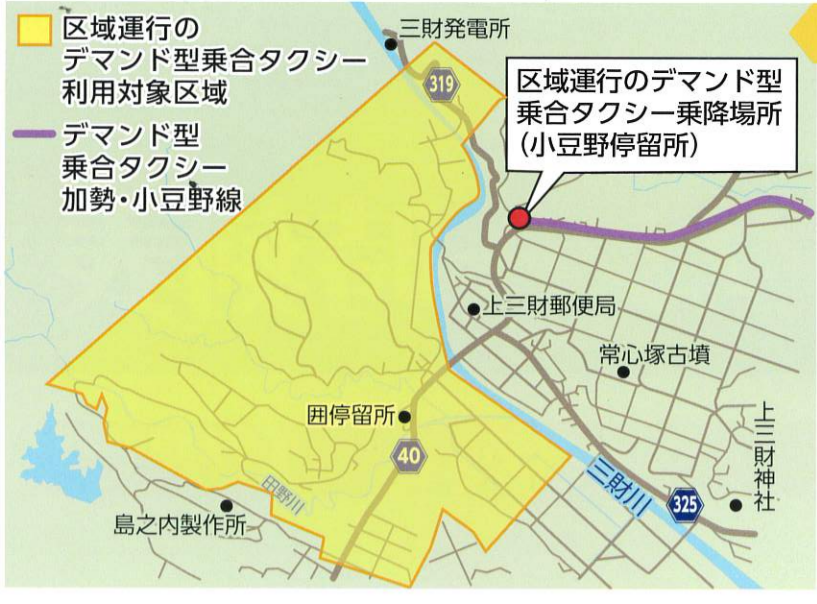 区域運行の
デマンド型乗合タクシー
利用対象区域
デマンド型
乗合タクシー
加勢・小豆野線
三財発電所
319
区域運行のデマンド型
乗合タクシー乗降場所
(小豆野停留所)
上三財郵便局
常心塚古墳
囲停留所
40
田野川
三財川
325
上三財神社
島之内製作所